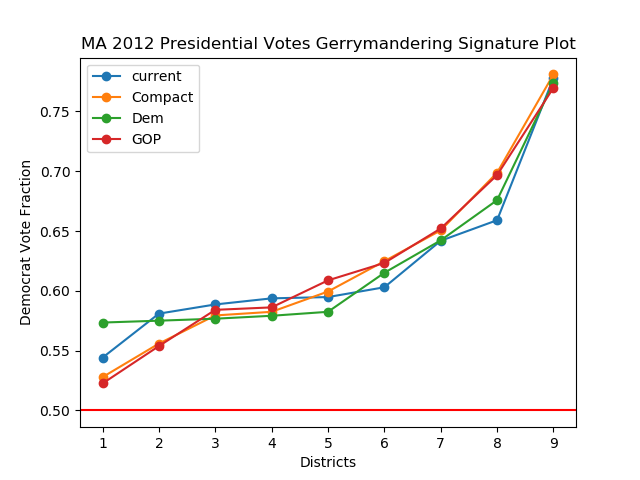 MA 2012 Presidential Votes Gerrymandering Signature Plot
current
Compact
Dem
GOP
0.75
0.70
0.65
0.60
0.55
0.50
Democrat Vote Fraction
1 2 3 4 5 6 7 8 9
Districts